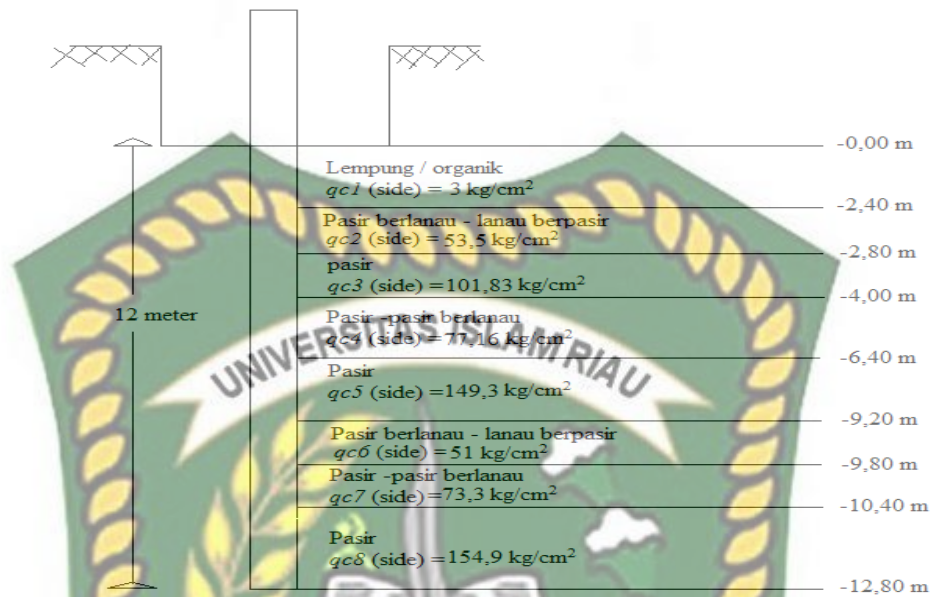 -0,00 m
Lempung / organik
qc1 (side) = 3 kg/cm²
-2,40 m
Pasir berlanau - lanau berpasir
qc2 (side) = 53,5 kg/cm²
-2,80 m
pasir
qc3 (side) = 101,83 kg/cm²
-4,00 m
12 meter
Pasir -pasir berlanau
qc4 (side) = 77,16 kg/cm²
UNIVERSITAS ISLAM RIAU
-6,40 m
Pasir
qc5 (side) = 149,3 kg/cm²
-9,20 m
Pasir berlanau - lanau berpasir
qc6 (side) = 51 kg/cm²
-9,80 m
Pasir -pasir berlanau
qc7 (side) = 73,3 kg/cm²
-10,40 m
Pasir
qc8 (side) = 154,9 kg/cm²
-12,80 m